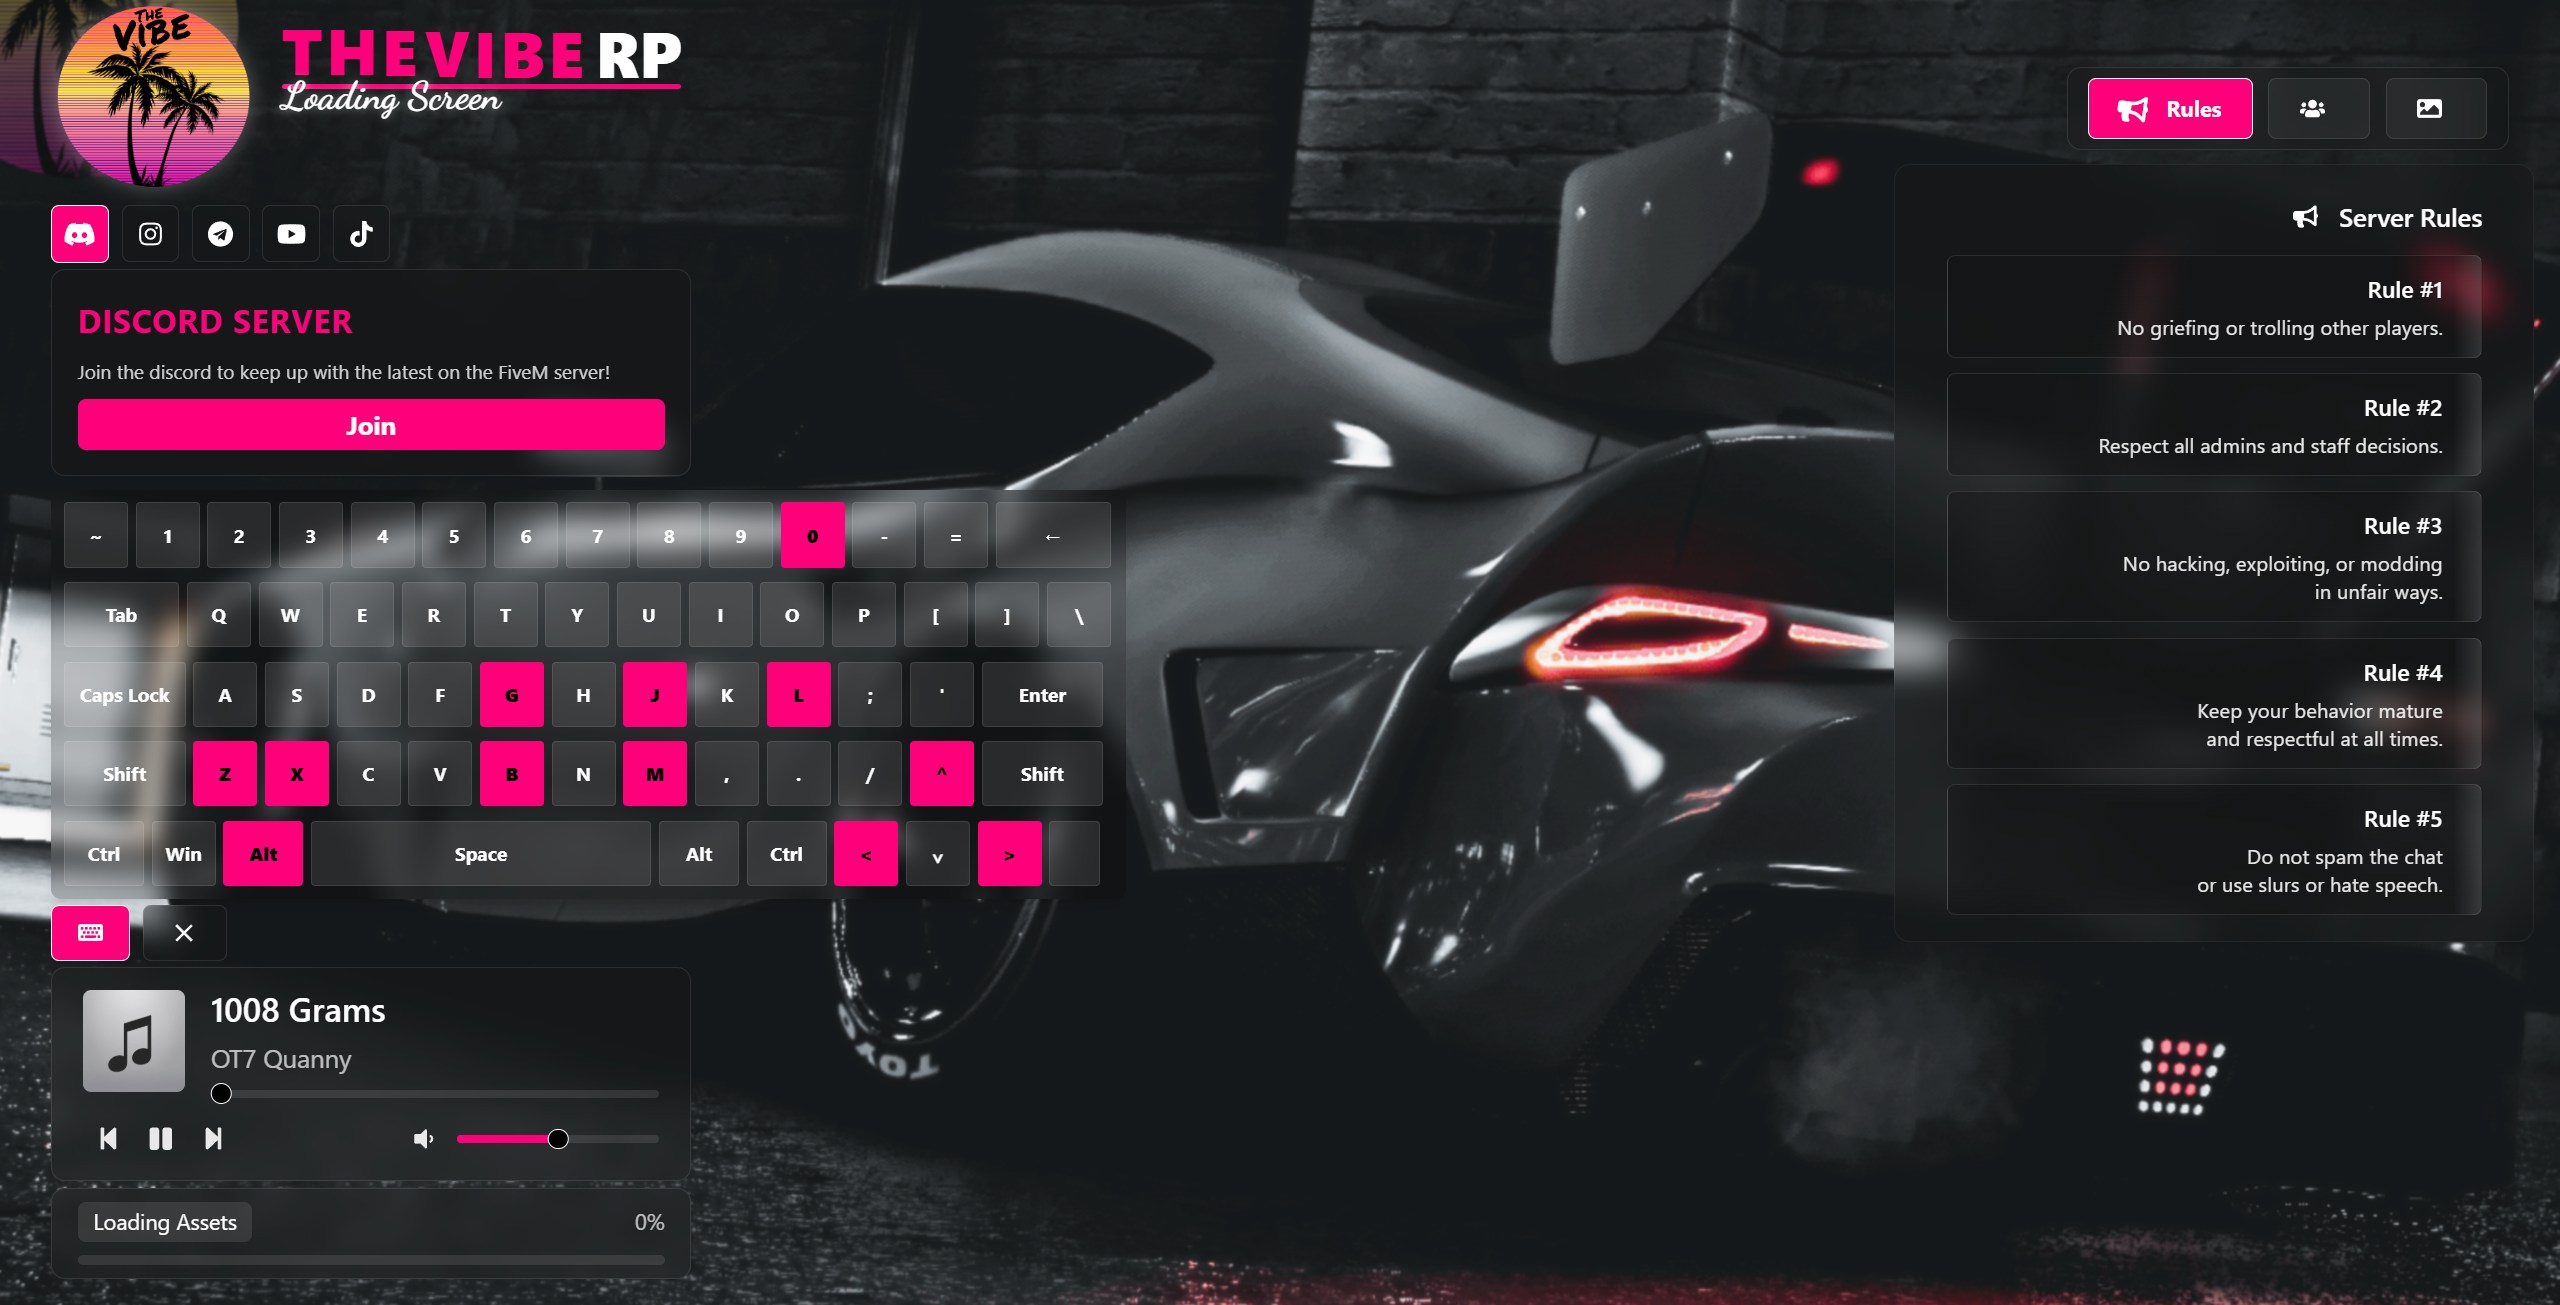 THE
VIBE
THE VIBE RP
Loading Screen
Rules
DISCORD SERVER
Join the discord to keep up with the latest on the FiveM server!
Join
~ 1 2 3 4 5 6 7 8 9 0 - = ←
Tab Q W E R T Y U I O P [ ] \
Caps Lock A S D F G H J K L ; ' Enter
Shift Z X C V B N M , . / ^ Shift
Ctrl Win Alt Space Alt Ctrl < v >
1008 Grams
OT7 Quanny
Loading Assets 0%
Server Rules
Rule #1
No griefing or trolling other players.
Rule #2
Respect all admins and staff decisions.
Rule #3
No hacking, exploiting, or modding
in unfair ways.
Rule #4
Keep your behavior mature
and respectful at all times.
Rule #5
Do not spam the chat
or use slurs or hate speech.